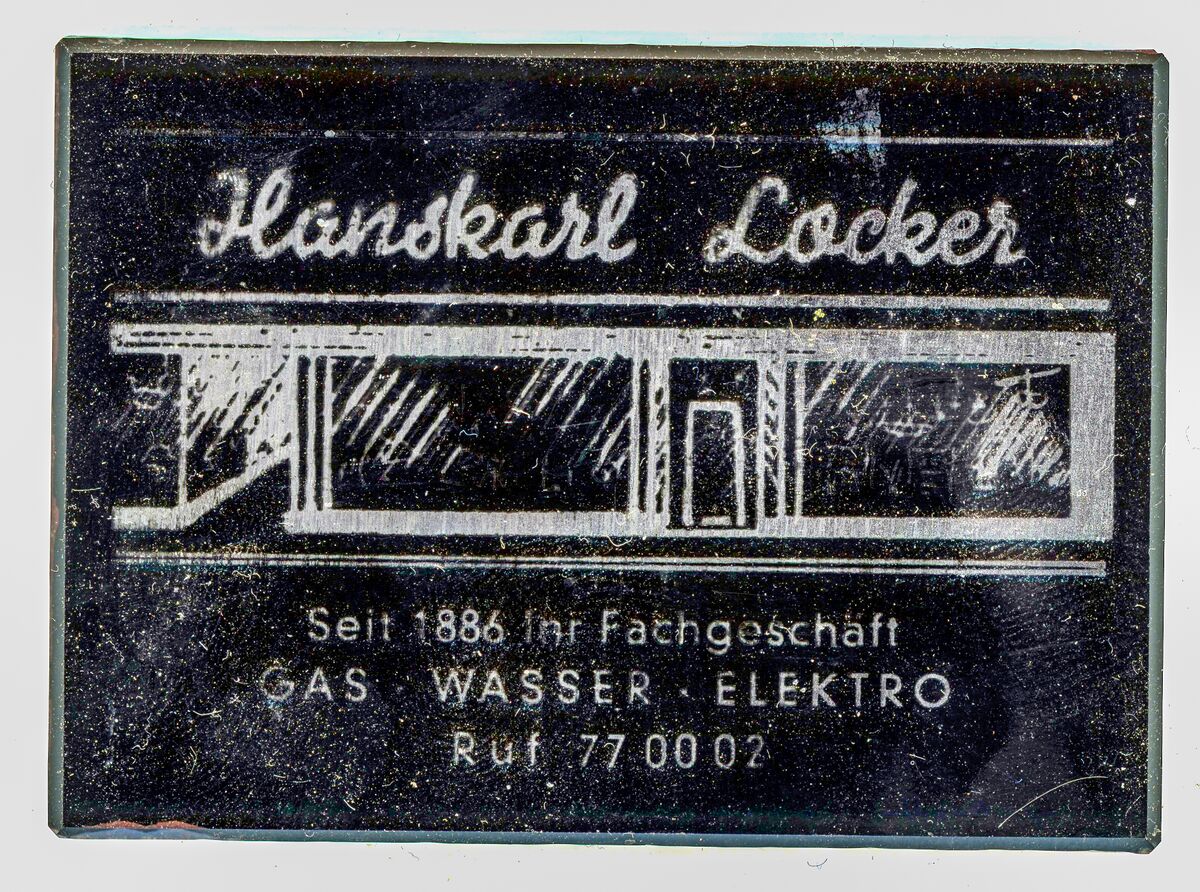 Hanskarl Locker
Seit 1886 Ihr Fachgeschäft
GAS · WASSER · ELEKTRO
Ruf 77 00 02